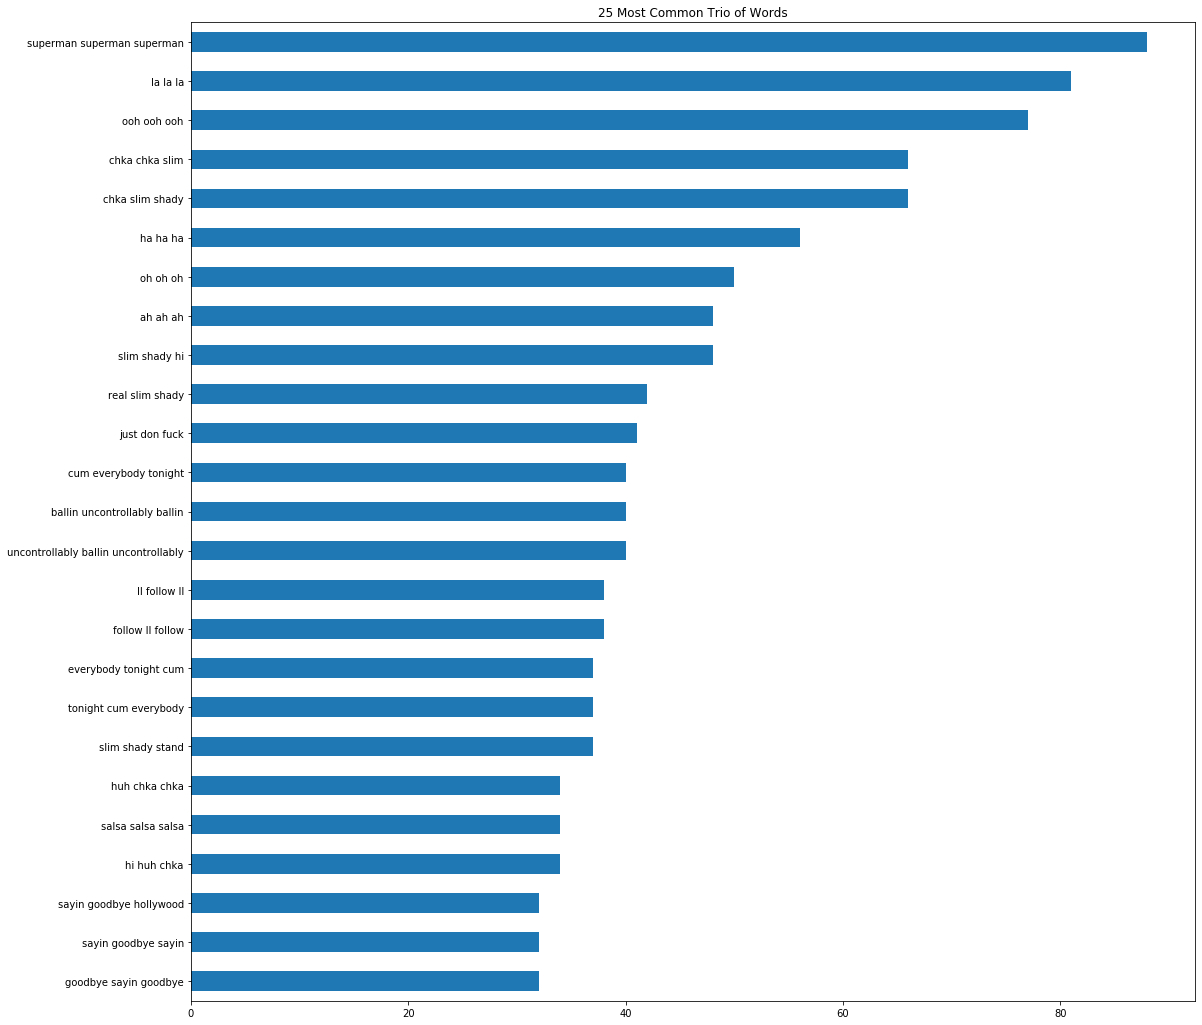 25 Most Common Trio of Words
superman superman superman
la la la
ooh ooh ooh
chka chka slim
chka slim shady
ha ha ha
oh oh oh
ah ah ah
slim shady hi
real slim shady
just don fuck
cum everybody tonight
ballin uncontrollably ballin
uncontrollably ballin uncontrollably
ll follow ll
follow ll follow
everybody tonight cum
tonight cum everybody
slim shady stand
huh chka chka
salsa salsa salsa
hi huh chka
sayin goodbye hollywood
sayin goodbye sayin
goodbye sayin goodbye
0 20 40 60 80